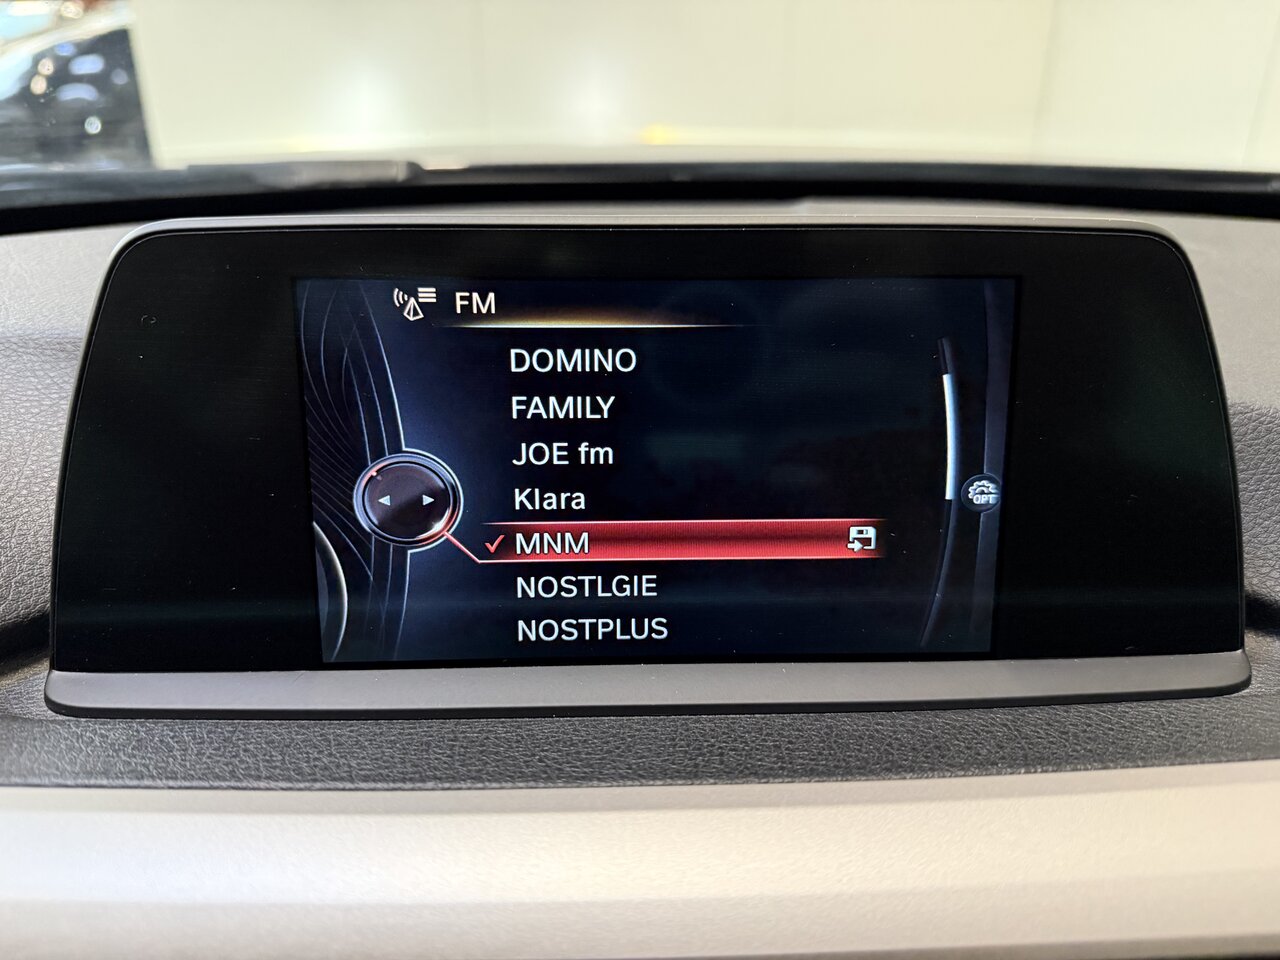 FM
DOMINO
FAMILY
JOE fm
Klara
MNM
NOSTLGIE
NOSTPLUS
OPT